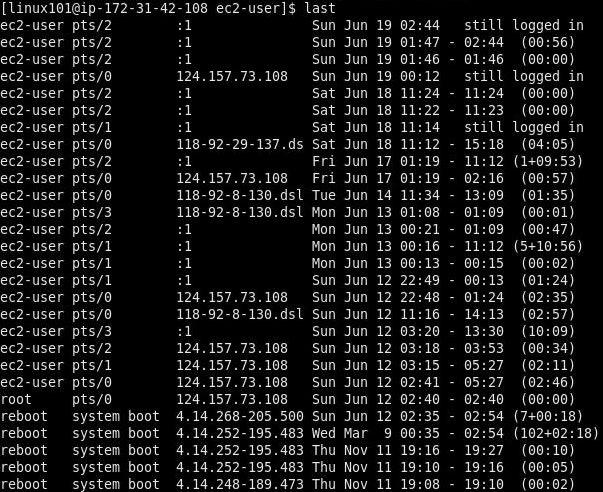 [linux101@ip-172-31-42-108 ec2-user]$ last
ec2-user pts/2        :1               Sun Jun 19 02:44   still logged in
ec2-user pts/2        :1               Sun Jun 19 01:47 - 02:44  (00:56)
ec2-user pts/2        :1               Sun Jun 19 01:46 - 01:46  (00:00)
ec2-user pts/0        124.157.73.108   Sun Jun 19 00:12   still logged in
ec2-user pts/2        :1               Sat Jun 18 11:24 - 11:24  (00:00)
ec2-user pts/2        :1               Sat Jun 18 11:22 - 11:23  (00:00)
ec2-user pts/1        :1               Sat Jun 18 11:14   still logged in
ec2-user pts/0        118-92-29-137.ds Sat Jun 18 11:12 - 15:18  (04:05)
ec2-user pts/2        :1               Fri Jun 17 01:19 - 11:12 (1+09:53)
ec2-user pts/0        124.157.73.108   Fri Jun 17 01:19 - 02:16  (00:57)
ec2-user pts/0        118-92-8-130.dsl Tue Jun 14 11:34 - 13:09  (01:35)
ec2-user pts/3        118-92-8-130.dsl Mon Jun 13 01:08 - 01:09  (00:01)
ec2-user pts/2        :1               Mon Jun 13 00:21 - 01:09  (00:47)
ec2-user pts/1        :1               Mon Jun 13 00:16 - 11:12 (5+10:56)
ec2-user pts/1        :1               Mon Jun 13 00:13 - 00:15  (00:02)
ec2-user pts/1        :1               Sun Jun 12 22:49 - 00:13  (01:24)
ec2-user pts/0        124.157.73.108   Sun Jun 12 22:48 - 01:24  (02:35)
ec2-user pts/0        118-92-8-130.dsl Sun Jun 12 11:16 - 14:13  (02:57)
ec2-user pts/3        :1               Sun Jun 12 03:20 - 13:30  (10:09)
ec2-user pts/2        124.157.73.108   Sun Jun 12 03:18 - 03:53  (00:34)
ec2-user pts/1        124.157.73.108   Sun Jun 12 03:15 - 05:27  (02:11)
ec2-user pts/0        124.157.73.108   Sun Jun 12 02:41 - 05:27  (02:46)
root     pts/0        124.157.73.108   Sun Jun 12 02:40 - 02:40  (00:00)
reboot   system boot  4.14.268-205.500 Sun Jun 12 02:35 - 02:54 (7+00:18)
reboot   system boot  4.14.252-195.483 Wed Mar  9 00:35 - 02:54 (102+02:18)
reboot   system boot  4.14.252-195.483 Thu Nov 11 19:16 - 19:27  (00:10)
reboot   system boot  4.14.252-195.483 Thu Nov 11 19:10 - 19:16  (00:05)
reboot   system boot  4.14.248-189.473 Thu Nov 11 19:08 - 19:10  (00:02)